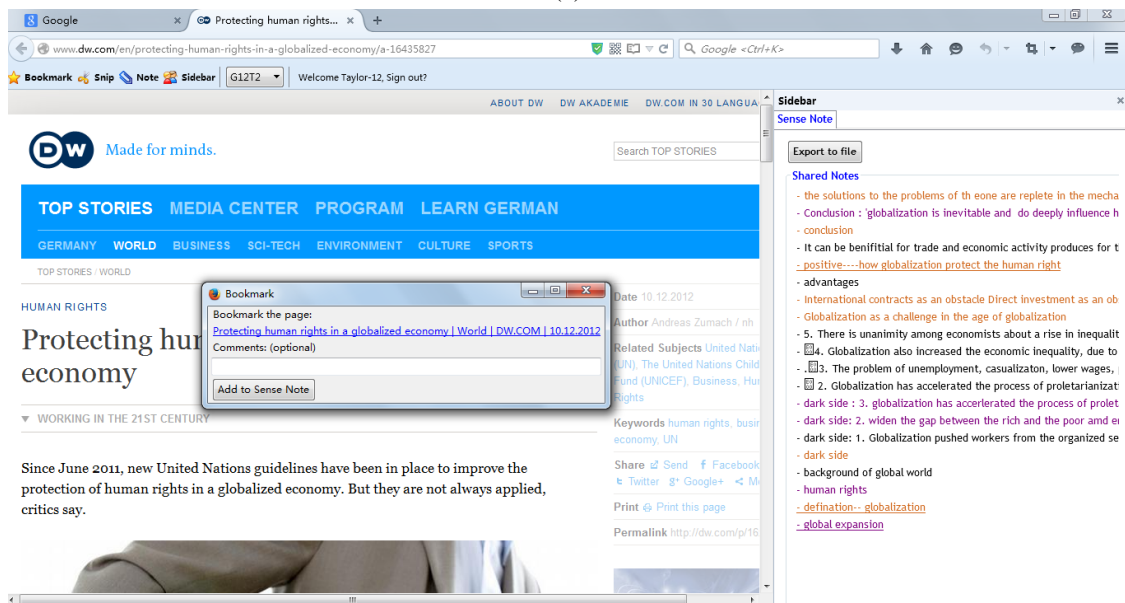 Google
Protecting human rights...
www.dw.com/en/protecting-human-rights-in-a-globalized-economy/a-16435827
Google <Ctrl+K>
Bookmark Snip Note Sidebar G12T2 Welcome Taylor-12, Sign out?
ABOUT DW DW AKADEMIE DW.COM IN 30 LANGUA
DW Made for minds.
Search TOP STORIES
TOP STORIES MEDIA CENTER PROGRAM LEARN GERMAN
GERMANY WORLD BUSINESS SCI-TECH ENVIRONMENT CULTURE SPORTS
TOP STORIES / WORLD
HUMAN RIGHTS
Protecting hur
economy
WORKING IN THE 21ST CENTURY
Since June 2011, new United Nations guidelines have been in place to improve the
protection of human rights in a globalized economy. But they are not always applied,
critics say.
Bookmark
Bookmark the page:
Protecting human rights in a globalized economy | World | DW.COM | 10.12.2012
Comments: (optional)
Add to Sense Note
Date 10.12.2012
Author Andreas Zumach / nh
Related Subjects United Nati
(UN), The United Nations Child
Fund (UNICEF), Business, Hu
Rights
Keywords human rights, busin
economy, UN
Share Send Facebook
Twitter Google+ M
Print Print this page
Permalink http://dw.com/p/16
Sidebar
Sense Note
Export to file
Shared Notes
- the solutions to the problems of th eone are replete in the mecha
- Conclusion : 'globalization is inevitable and do deeply influence h
- conclusion
- It can be benifitial for trade and economic activity produces for t
- positive----how globalization protect the human right
- advantages
- International contracts as an obstacle Direct investment as an ob
- Globalization as a challenge in the age of globalization
- 5. There is unanimity among economists about a rise in inequalit
- 4. Globalization also increased the economic inequality, due to
- .3. The problem of unemployment, casualizaton, lower wages,
- 2. Globalization has accelerated the process of proletarianizat
- dark side : 3. globalization has accerlerated the process of prolet
- dark side: 2. widen the gap between the rich and the poor amd e
- dark side: 1. Globalization pushed workers from the organized se
- dark side
- background of global world
- human rights
- defination-- globalization
- global expansion